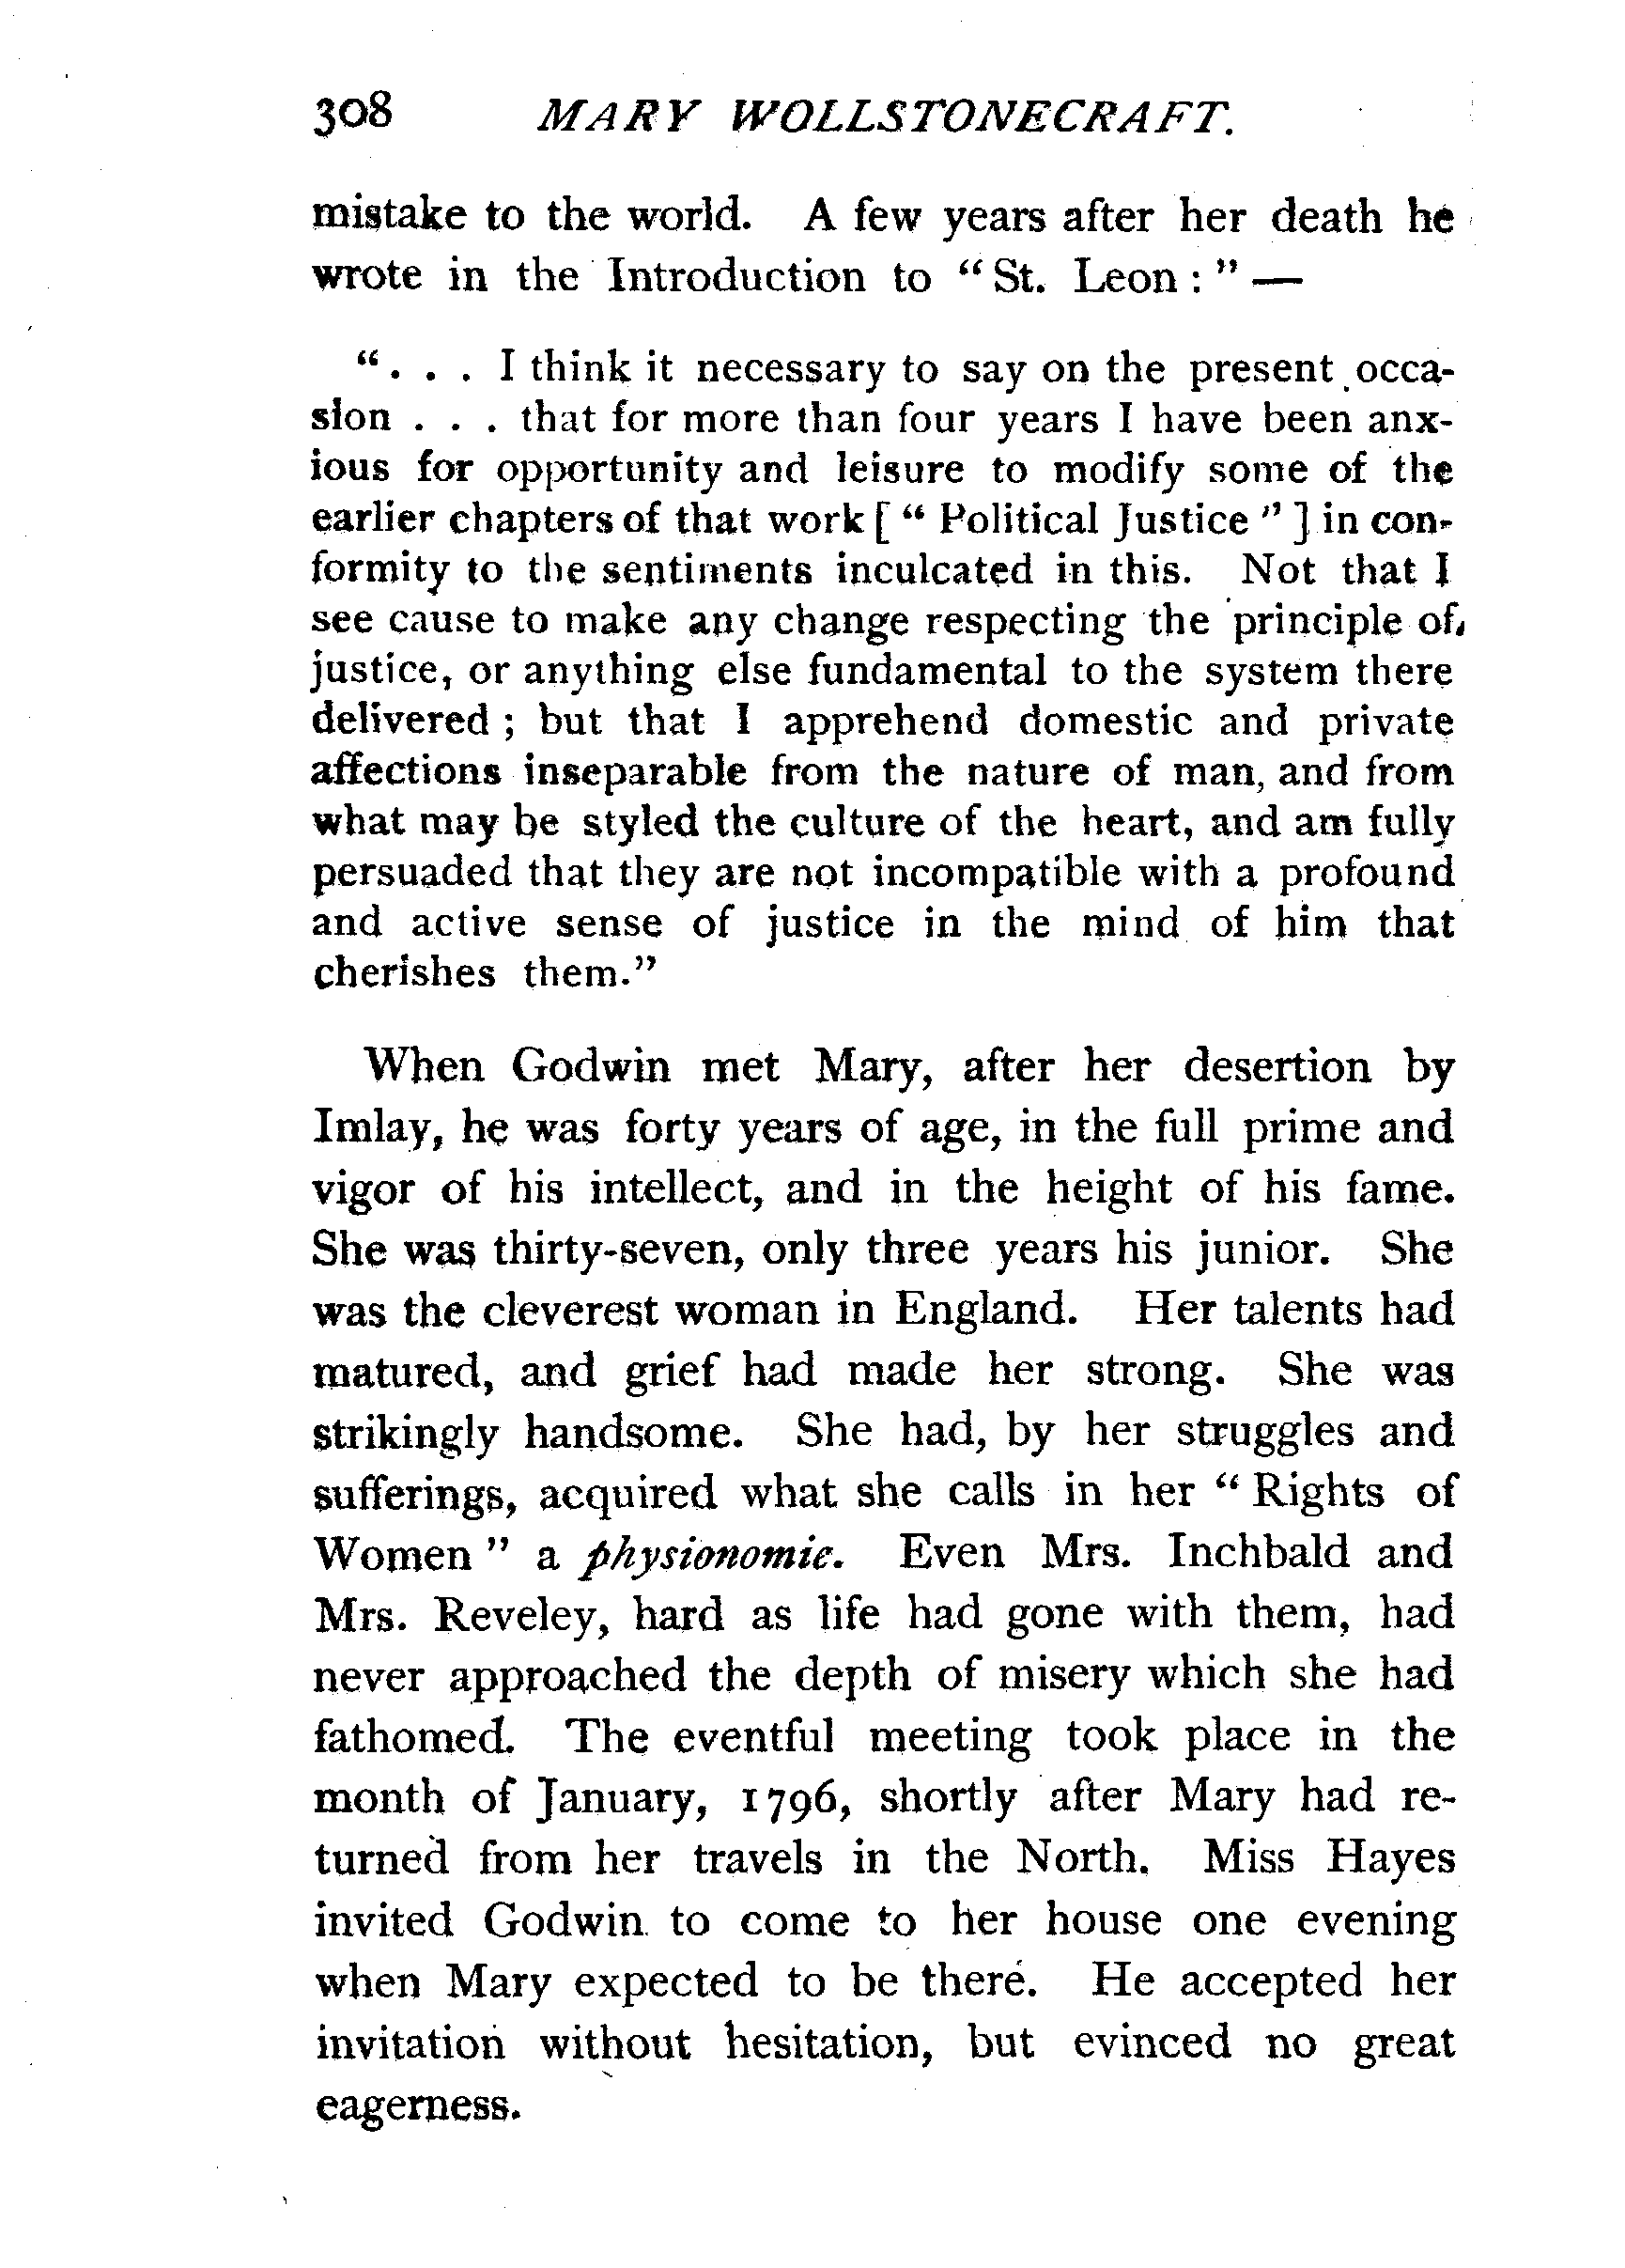 308 MARY WOLLSTONECRAFT.
mistake to the world. A few years after her death he
wrote in the Introduction to “ St. Leon : ” —
“ . . . I think it necessary to say on the present occa-
sion . . . that for more than four years I have been anx-
ious for opportunity and leisure to modify some of the
earlier chapters of that work [ “ Political Justice ” ] in con-
formity to the sentiments inculcated in this. Not that I
see cause to make any change respecting the principle of
justice, or anything else fundamental to the system there
delivered ; but that I apprehend domestic and private
affections inseparable from the nature of man, and from
what may be styled the culture of the heart, and am fully
persuaded that they are not incompatible with a profound
and active sense of justice in the mind of him that
cherishes them.”
When Godwin met Mary, after her desertion by
Imlay, he was forty years of age, in the full prime and
vigor of his intellect, and in the height of his fame.
She was thirty-seven, only three years his junior. She
was the cleverest woman in England. Her talents had
matured, and grief had made her strong. She was
strikingly handsome. She had, by her struggles and
sufferings, acquired what she calls in her “ Rights of
Women ” a physionomie. Even Mrs. Inchbald and
Mrs. Reveley, hard as life had gone with them, had
never approached the depth of misery which she had
fathomed. The eventful meeting took place in the
month of January, 1796, shortly after Mary had re-
turned from her travels in the North. Miss Hayes
invited Godwin to come to her house one evening
when Mary expected to be there. He accepted her
invitation without hesitation, but evinced no great
eagerness.